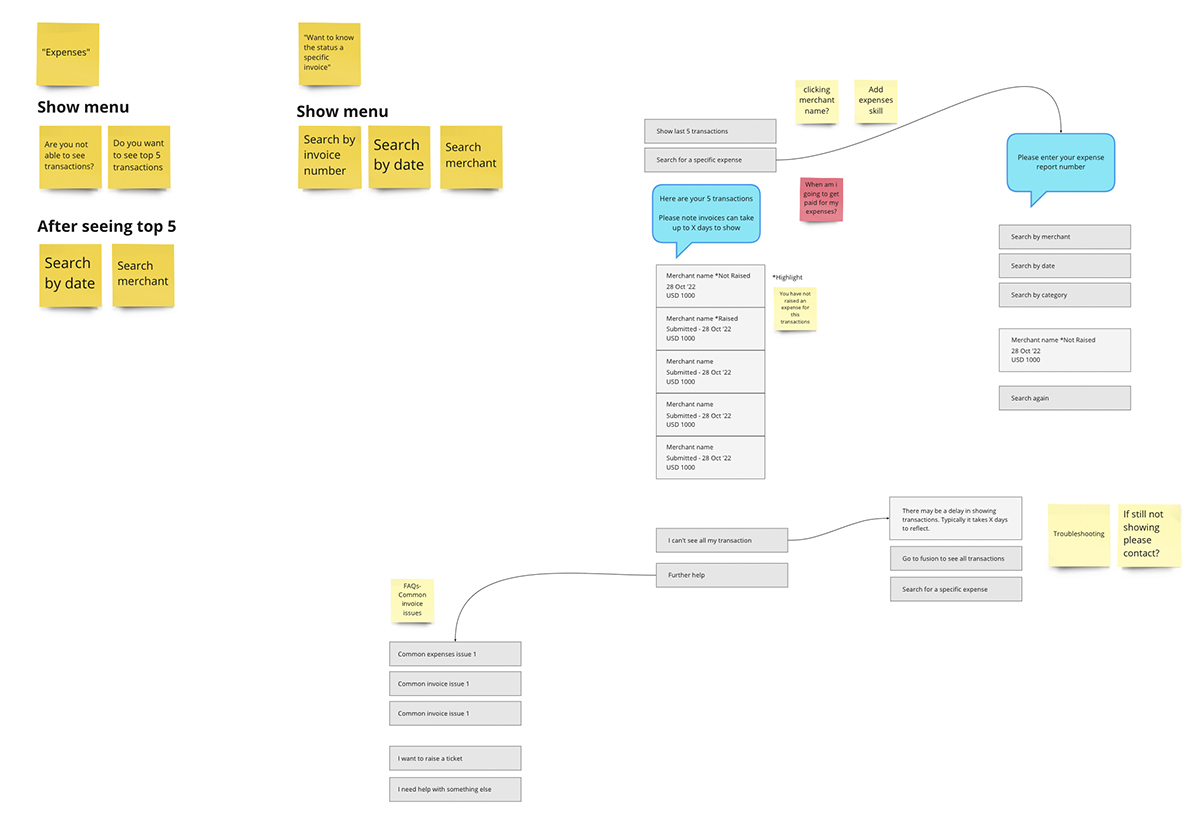 "Expenses"
Show menu
Are you not
able to see
transactions?
Do you want
to see top 5
transactions
After seeing top 5
Search
by date
Search
merchant
"Want to know
the status a
specific
invoice"
Show menu
Search by
invoice
number
Search
by date
Search
merchant
clicking
merchant
name?
Add
expenses
skill
Show last 5 transactions
Search for a specific expense
When am i
going to get
paid for my
expenses?
Here are your 5 transactions
Please note invoices can take
up to X days to show
Merchant name *Not Raised
28 Oct '22
USD 1000
Merchant name *Raised
Submitted - 28 Oct '22
USD 1000
Merchant name
Submitted - 28 Oct '22
USD 1000
Merchant name
Submitted - 28 Oct '22
USD 1000
Merchant name
Submitted - 28 Oct '22
USD 1000
*Highlight
You have not
raised an
expense for
this
transactions
Please enter your expense
report number
Search by merchant
Search by date
Search by category
Merchant name *Not Raised
28 Oct '22
USD 1000
Search again
I can't see all my transaction
Further help
There may be a delay in showing
transactions. Typically it takes X days
to reflect.
Go to fusion to see all transactions
Search for a specific expense
Troubleshooting
If still not
showing
please
contact?
FAQs-
Common
invoice
issues
Common expenses issue 1
Common invoice issue 1
Common invoice issue 1
I want to raise a ticket
I need help with something else